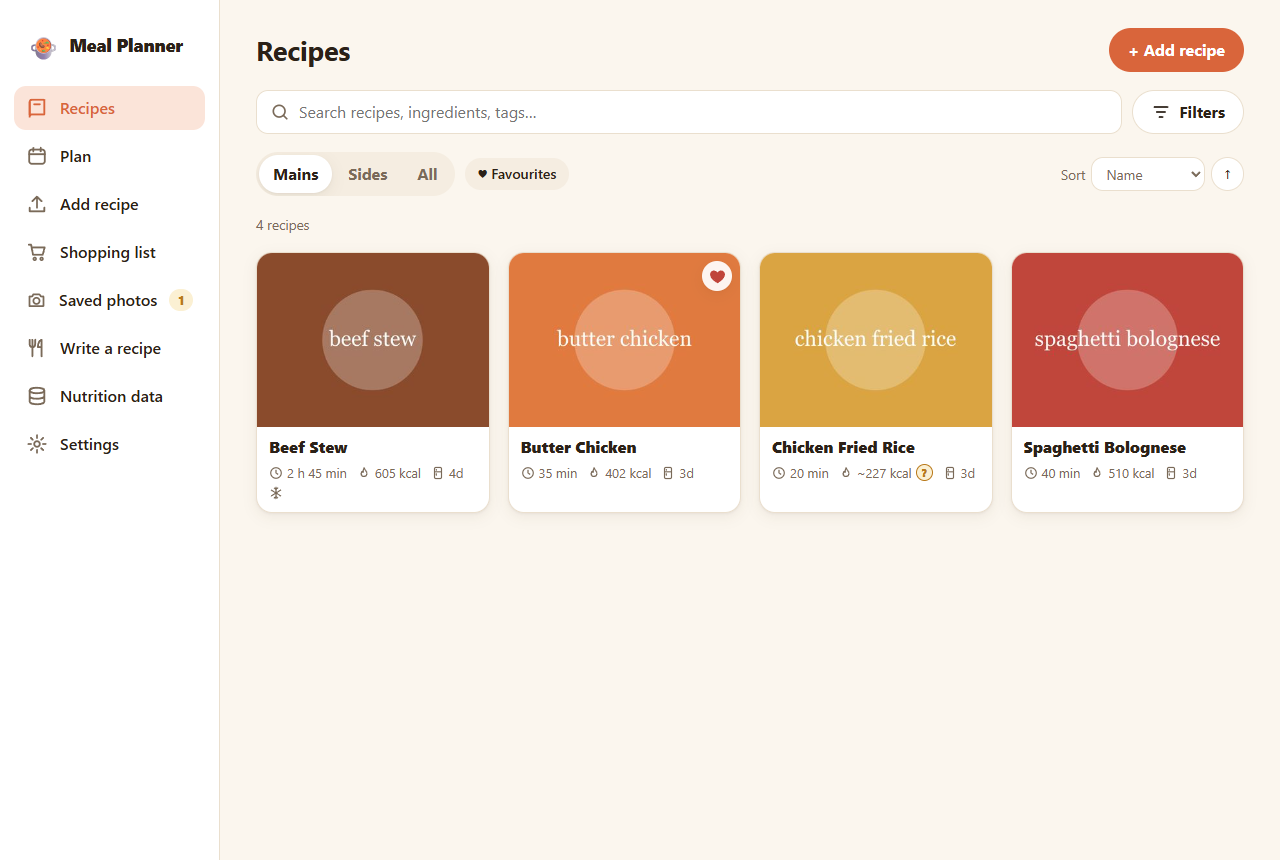 Meal Planner
Recipes
Plan
Add recipe
Shopping list
Saved photos 1
Write a recipe
Nutrition data
Settings
Recipes
+ Add recipe
Search recipes, ingredients, tags...
Filters
Mains Sides All ♥ Favourites
Sort Name ↑
4 recipes
beef stew
Beef Stew
2 h 45 min 605 kcal 4d
butter chicken
Butter Chicken
35 min 402 kcal 3d
chicken fried rice
Chicken Fried Rice
20 min ~227 kcal ? 3d
spaghetti bolognese
Spaghetti Bolognese
40 min 510 kcal 3d